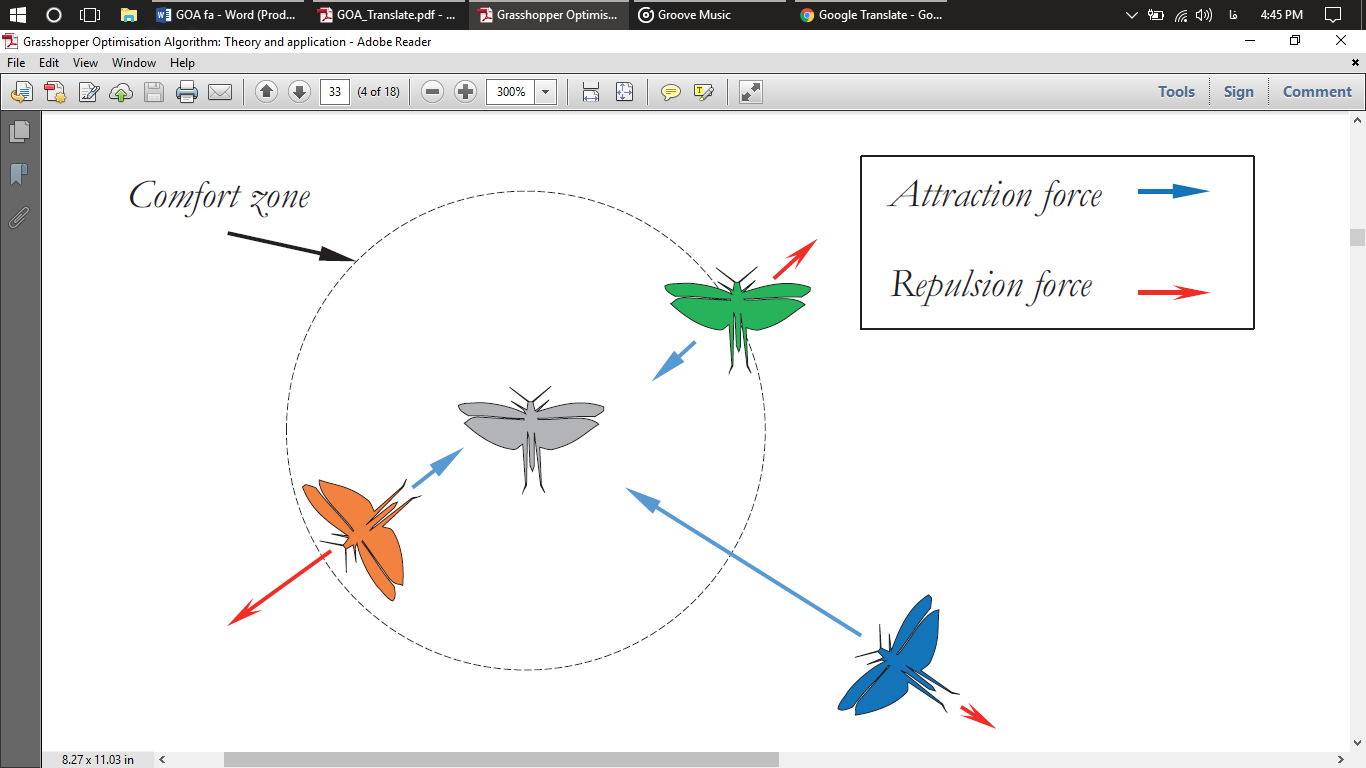 GOA fa - Word (Prod...
GOA_Translate.pdf - ...
Grasshopper Optimis...
Groove Music
Google Translate - Go...
فا
4:45 PM
Grasshopper Optimisation Algorithm: Theory and application - Adobe Reader
File Edit View Window Help
33 (4 of 18) 300% Tools Sign Comment
Comfort zone
Attraction force
Repulsion force
8.27 x 11.03 in